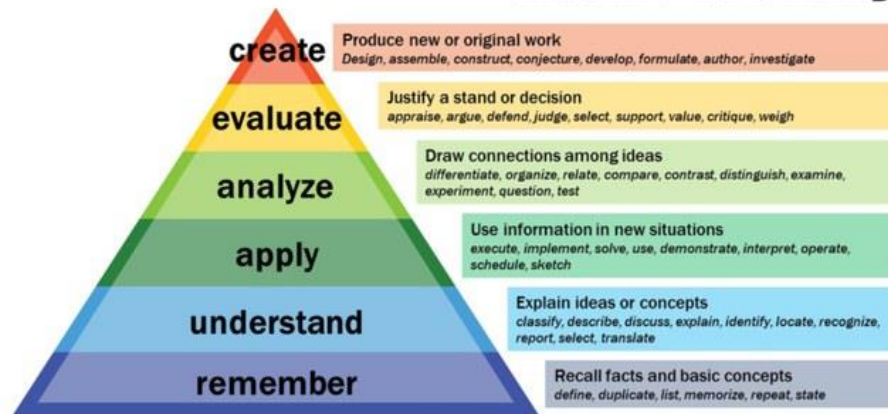 create
Produce new or original work
Design, assemble, construct, conjecture, develop, formulate, author, investigate
evaluate
Justify a stand or decision
appraise, argue, defend, judge, select, support, value, critique, weigh
analyze
Draw connections among ideas
differentiate, organize, relate, compare, contrast, distinguish, examine,
experiment, question, test
apply
Use information in new situations
execute, implement, solve, use, demonstrate, interpret, operate,
schedule, sketch
understand
Explain ideas or concepts
classify, describe, discuss, explain, identify, locate, recognize,
report, select, translate
remember
Recall facts and basic concepts
define, duplicate, list, memorize, repeat, state